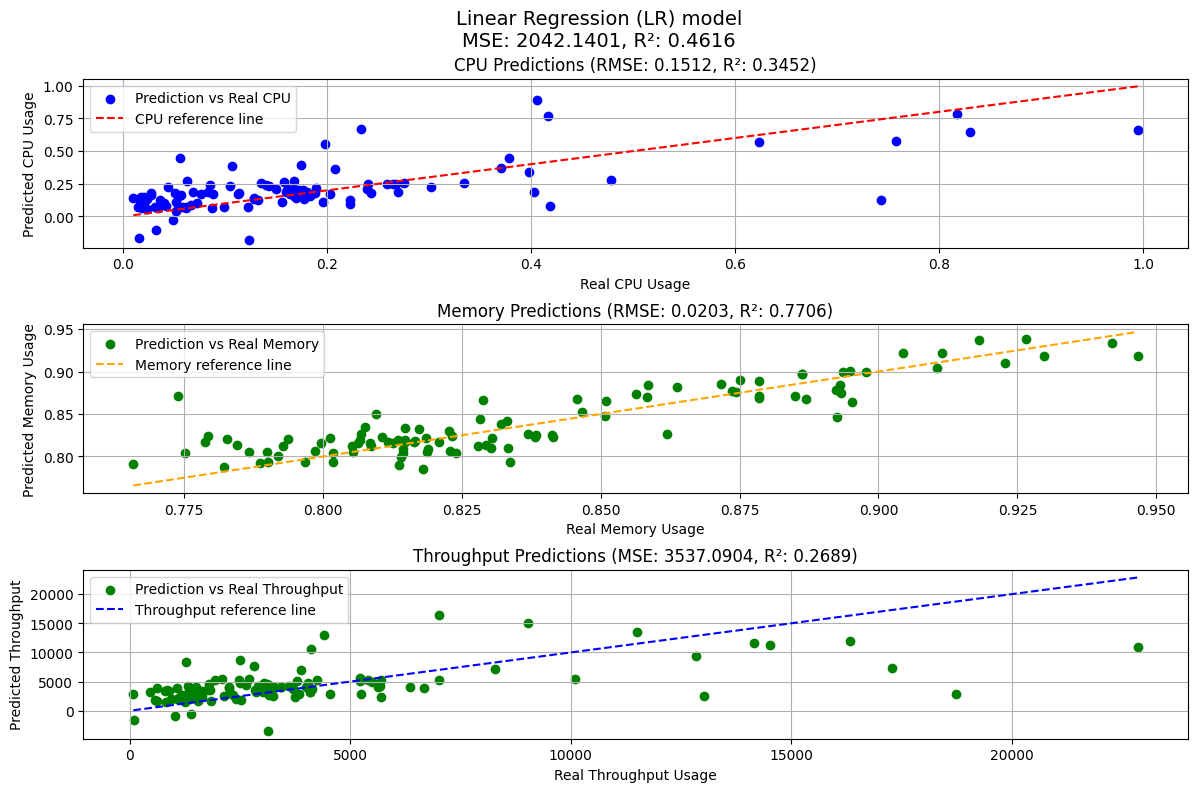 Linear Regression (LR) model
MSE: 2042.1401, R²: 0.4616
CPU Predictions (RMSE: 0.1512, R²: 0.3452)
Predicted CPU Usage
1.00
0.75
0.50
0.25
0.00
Prediction vs Real CPU
CPU reference line
0.0 0.2 0.4 0.6 0.8 1.0
Real CPU Usage
Memory Predictions (RMSE: 0.0203, R²: 0.7706)
Predicted Memory Usage
0.95
0.90
0.85
0.80
Prediction vs Real Memory
Memory reference line
0.775 0.800 0.825 0.850 0.875 0.900 0.925 0.950
Real Memory Usage
Throughput Predictions (MSE: 3537.0904, R²: 0.2689)
Predicted Throughput
20000
15000
10000
5000
0
Prediction vs Real Throughput
Throughput reference line
0 5000 10000 15000 20000
Real Throughput Usage